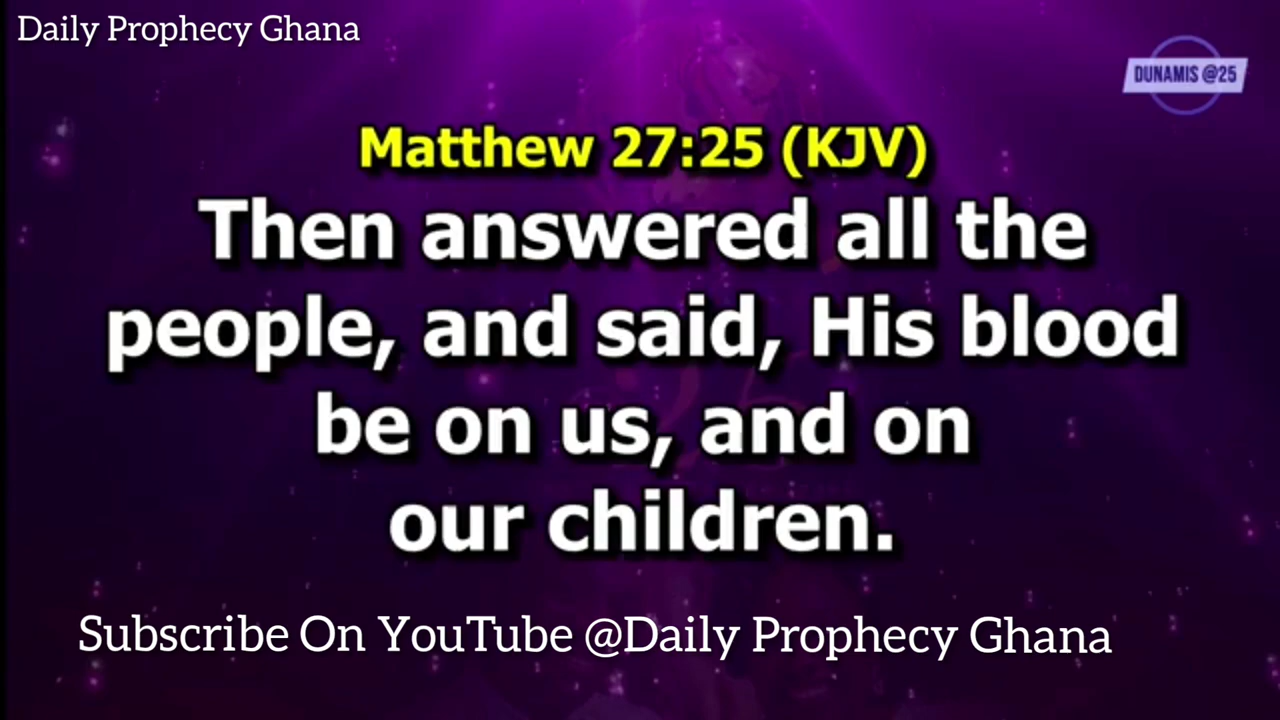 Daily Prophecy Ghana
DUNAMIS @25
Matthew 27:25 (KJV)
Then answered all the
people, and said, His blood
be on us, and on
our children.
Subscribe On YouTube @Daily Prophecy Ghana